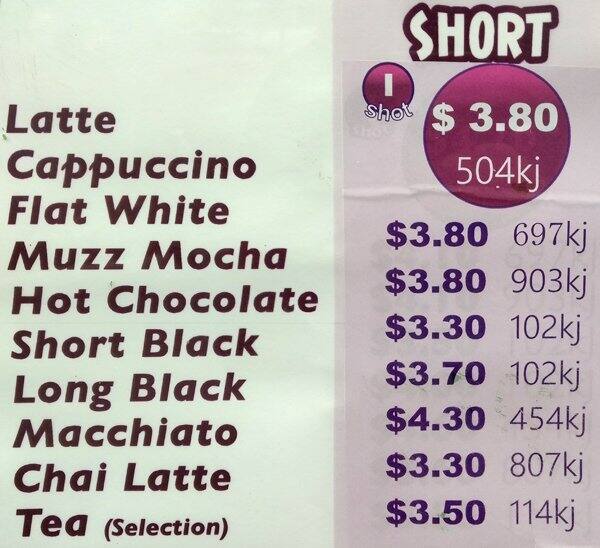 SHORT
1 shot
Latte $ 3.80
Cappuccino 504kj
Flat White
Muzz Mocha $3.80 697kj
Hot Chocolate $3.80 903kj
Short Black $3.30 102kj
Long Black $3.70 102kj
Macchiato $4.30 454kj
Chai Latte $3.30 807kj
Tea (Selection) $3.50 114kj